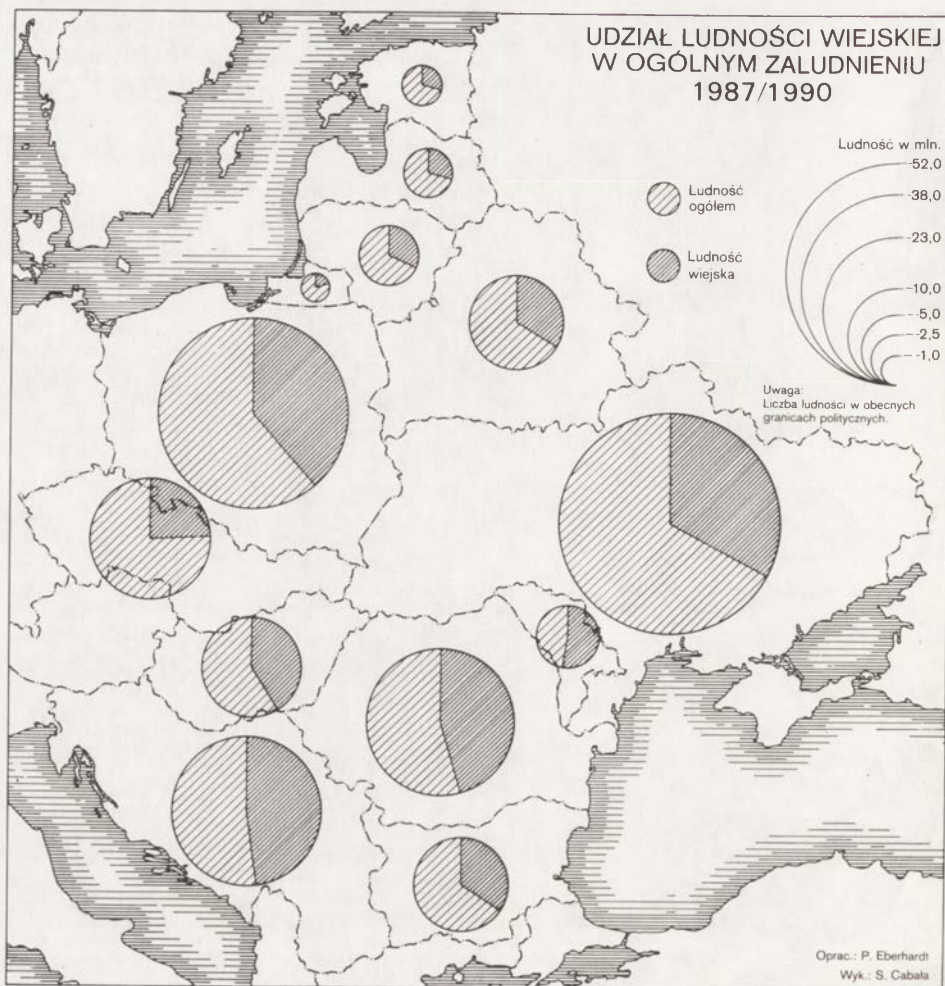 UDZIAŁ LUDNOŚCI WIEJSKIEJ
W OGÓLNYM ZALUDNIENIU
1987/1990
Ludność w mln.
-52,0
-38,0
-23,0
-10,0
-5,0
-2,5
-1,0
Ludność
ogółem
Ludność
wiejska
Uwaga:
Liczba ludności w obecnych
granicach politycznych.
Oprac.: P. Eberhardt
Wyk.: S. Cabała